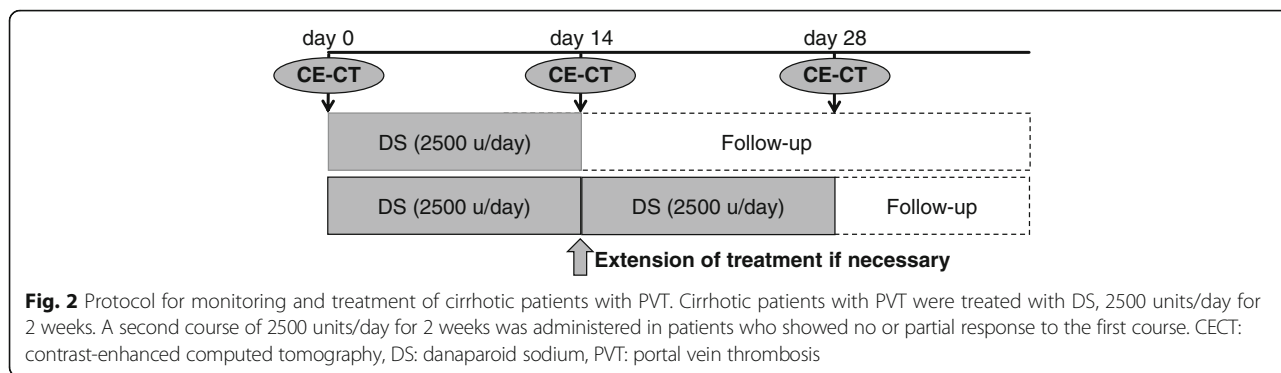 day 0 day 14 day 28
CE-CT CE-CT CE-CT
DS (2500 u/day) Follow-up
DS (2500 u/day) DS (2500 u/day) Follow-up
Extension of treatment if necessary
Fig. 2 Protocol for monitoring and treatment of cirrhotic patients with PVT. Cirrhotic patients with PVT were treated with DS, 2500 units/day for
2 weeks. A second course of 2500 units/day for 2 weeks was administered in patients who showed no or partial response to the first course. CECT:
contrast-enhanced computed tomography, DS: danaparoid sodium, PVT: portal vein thrombosis